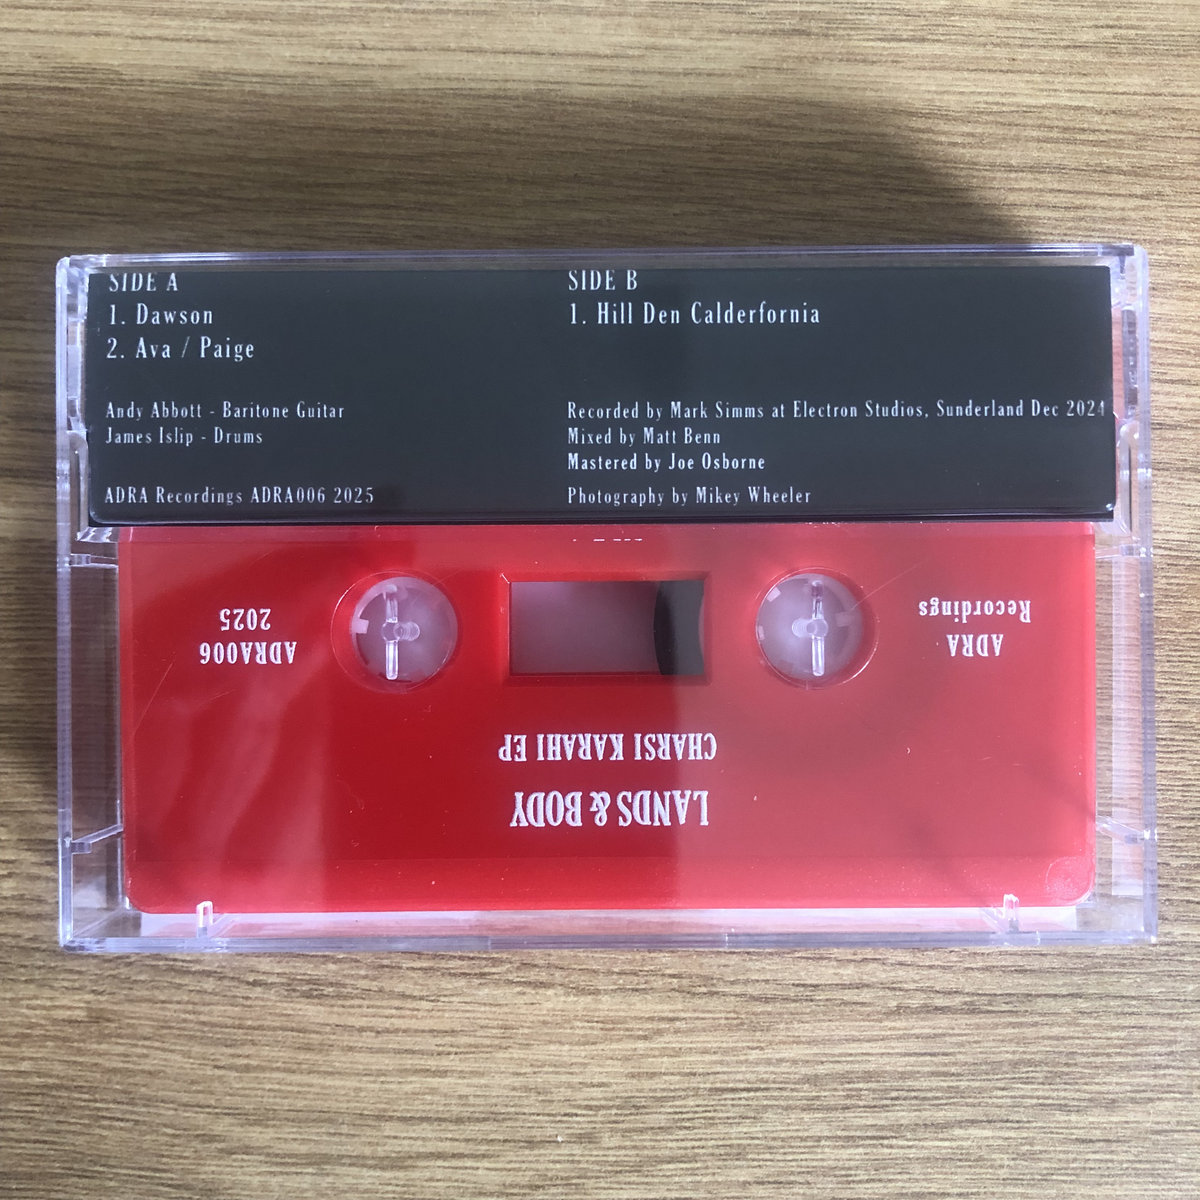 SIDE A
1. Dawson
2. Ava / Paige
Andy Abbott - Baritone Guitar
James Islip - Drums
ADRA Recordings ADRA006 2025
SIDE B
1. Hill Den Calderfornia
Recorded by Mark Simms at Electron Studios, Sunderland Dec 2024
Mixed by Matt Benn
Mastered by Joe Osborne
Photography by Mikey Wheeler
LANDS & BODY
CHARSI KARAHI EP
ADRA
Recordings
ADRA006
2025